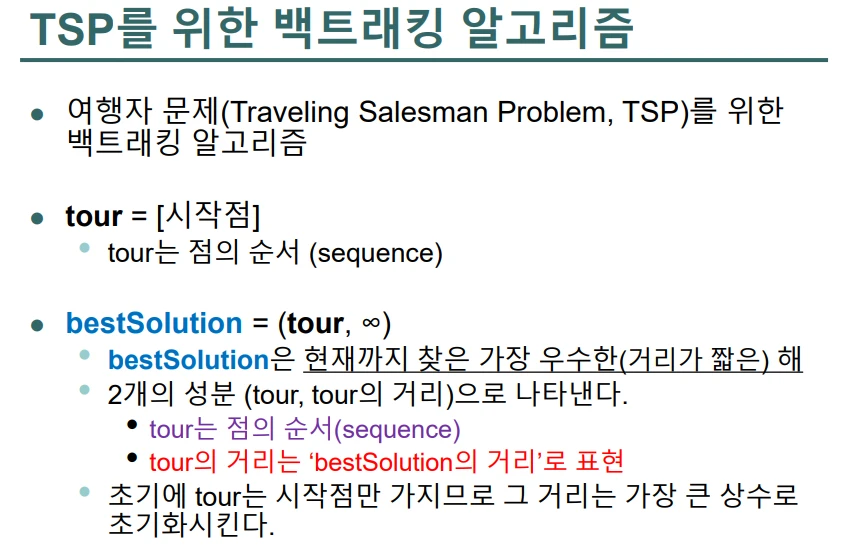 TSP를 위한 백트래킹 알고리즘
여행자 문제(Traveling Salesman Problem, TSP)를 위한
백트래킹 알고리즘
tour = [시작점]
tour는 점의 순서 (sequence)
bestSolution = (tour, ∞)
bestSolution은 현재까지 찾은 가장 우수한(거리가 짧은) 해
2개의 성분 (tour, tour의 거리)으로 나타낸다.
tour는 점의 순서(sequence)
tour의 거리는 ‘bestSolution의 거리’로 표현
초기에 tour는 시작점만 가지므로 그 거리는 가장 큰 상수로
초기화시킨다.